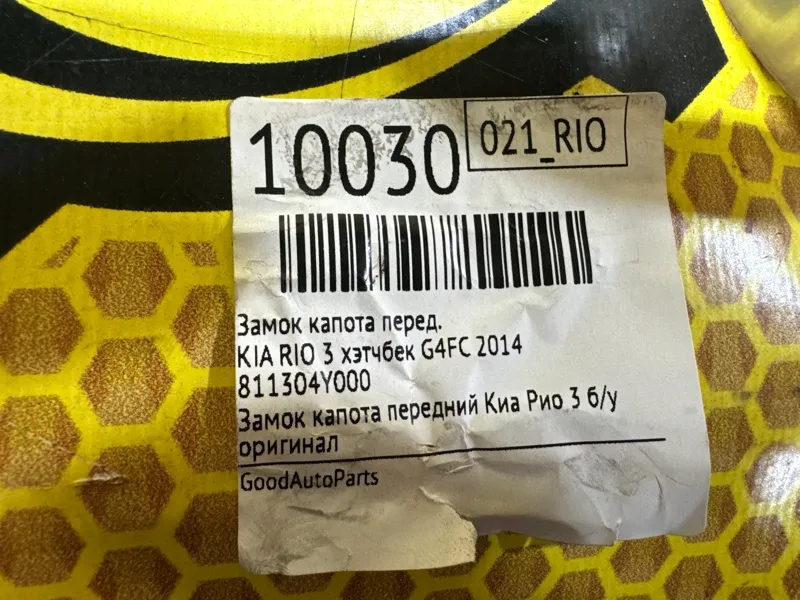 10030
021_RIO
Замок капота перед.
KIA RIO 3 хэтчбек G4FC 2014
811304Y000
Замок капота передний Киа Рио 3 б/у
оригинал
GoodAutoParts